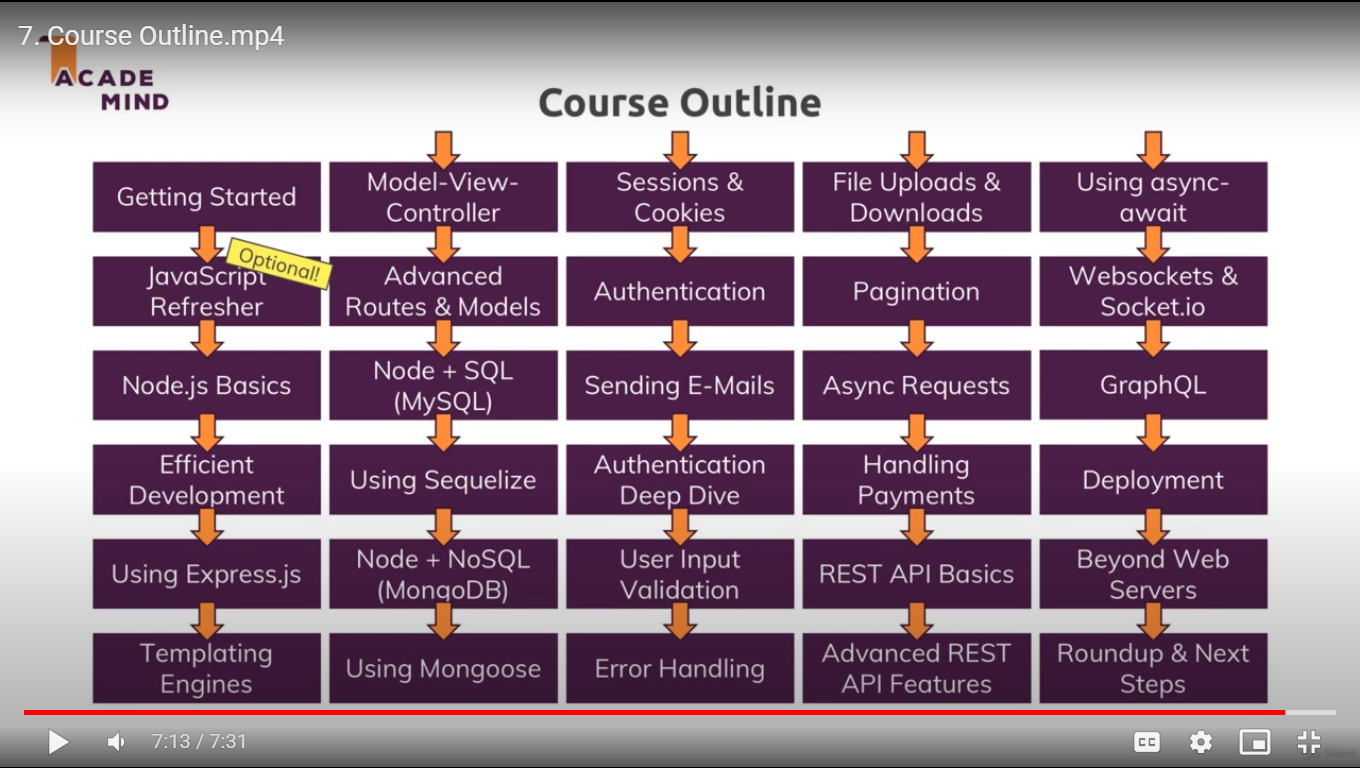 7. Course Outline.mp4
ACADE
MIND
Course Outline
Getting Started
Optional!
JavaScript
Refresher
Node.js Basics
Efficient
Development
Using Express.js
Templating
Engines
Model-View-
Controller
Advanced
Routes & Models
Node + SQL
(MySQL)
Using Sequelize
Node + NoSQL
(MongoDB)
Using Mongoose
Sessions &
Cookies
Authentication
Sending E-Mails
Authentication
Deep Dive
User Input
Validation
Error Handling
File Uploads &
Downloads
Pagination
Async Requests
Handling
Payments
REST API Basics
Advanced REST
API Features
Using async-
await
Websockets &
Socket.io
GraphQL
Deployment
Beyond Web
Servers
Roundup & Next
Steps
7:13 / 7:31
CC